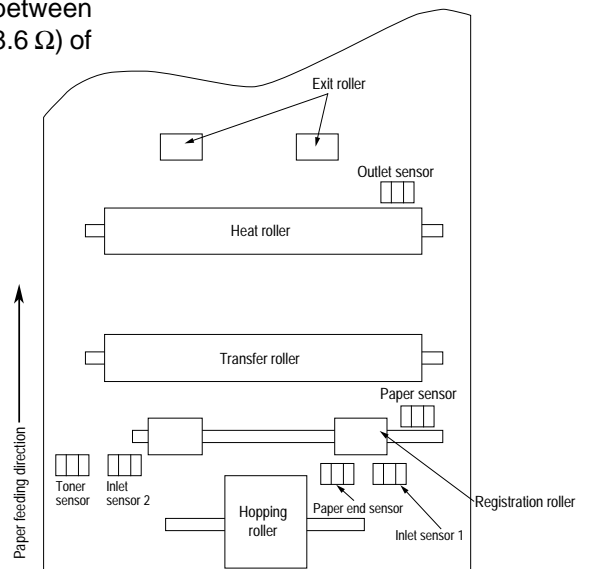 between
3.6 Ω) of
Exit roller
Outlet sensor
Heat roller
Transfer roller
Paper sensor
Paper feeding direction
Toner
sensor
Inlet
sensor 2
Hopping
roller
Paper end sensor
Inlet sensor 1
Registration roller